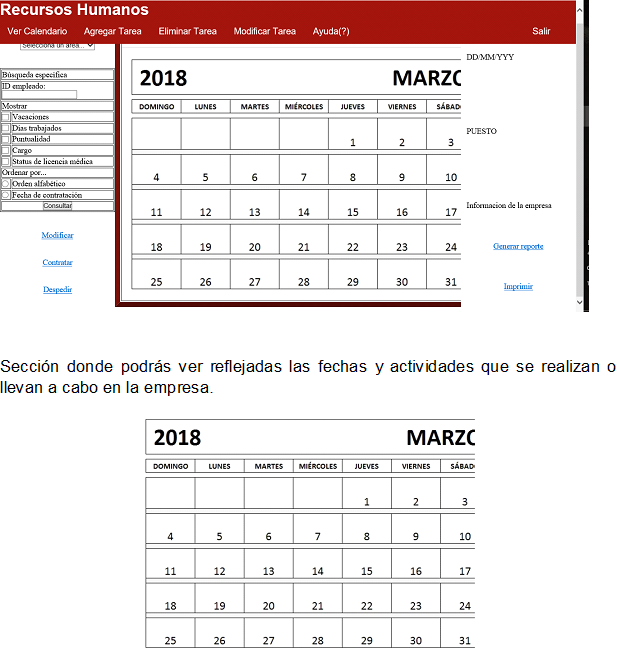 Recursos Humanos
Ver Calendario Agregar Tarea Eliminar Tarea Modificar Tarea Ayuda(?) Salir
Selecciona un area...
Búsqueda especifica
ID empleado:
Mostrar
Vacaciones
Días trabajados
Puntualidad
Cargo
Status de licencia médica
Ordenar por...
Orden alfabético
Fecha de contratación
Consultar
Modificar
Contratar
Despedir
2018 MARZO
DOMINGO LUNES MARTES MIÉRCOLES JUEVES VIERNES SÁBAD
1 2 3
4 5 6 7 8 9 10
11 12 13 14 15 16 17
18 19 20 21 22 23 24
25 26 27 28 29 30 31
DD/MM/YYY
PUESTO
Informacion de la empresa
Generar reporte
Imprimir
Sección donde podrás ver reflejadas las fechas y actividades que se realizan o
llevan a cabo en la empresa.
2018 MARZO
DOMINGO LUNES MARTES MIÉRCOLES JUEVES VIERNES SÁBAD
1 2 3
4 5 6 7 8 9 10
11 12 13 14 15 16 17
18 19 20 21 22 23 24
25 26 27 28 29 30 31